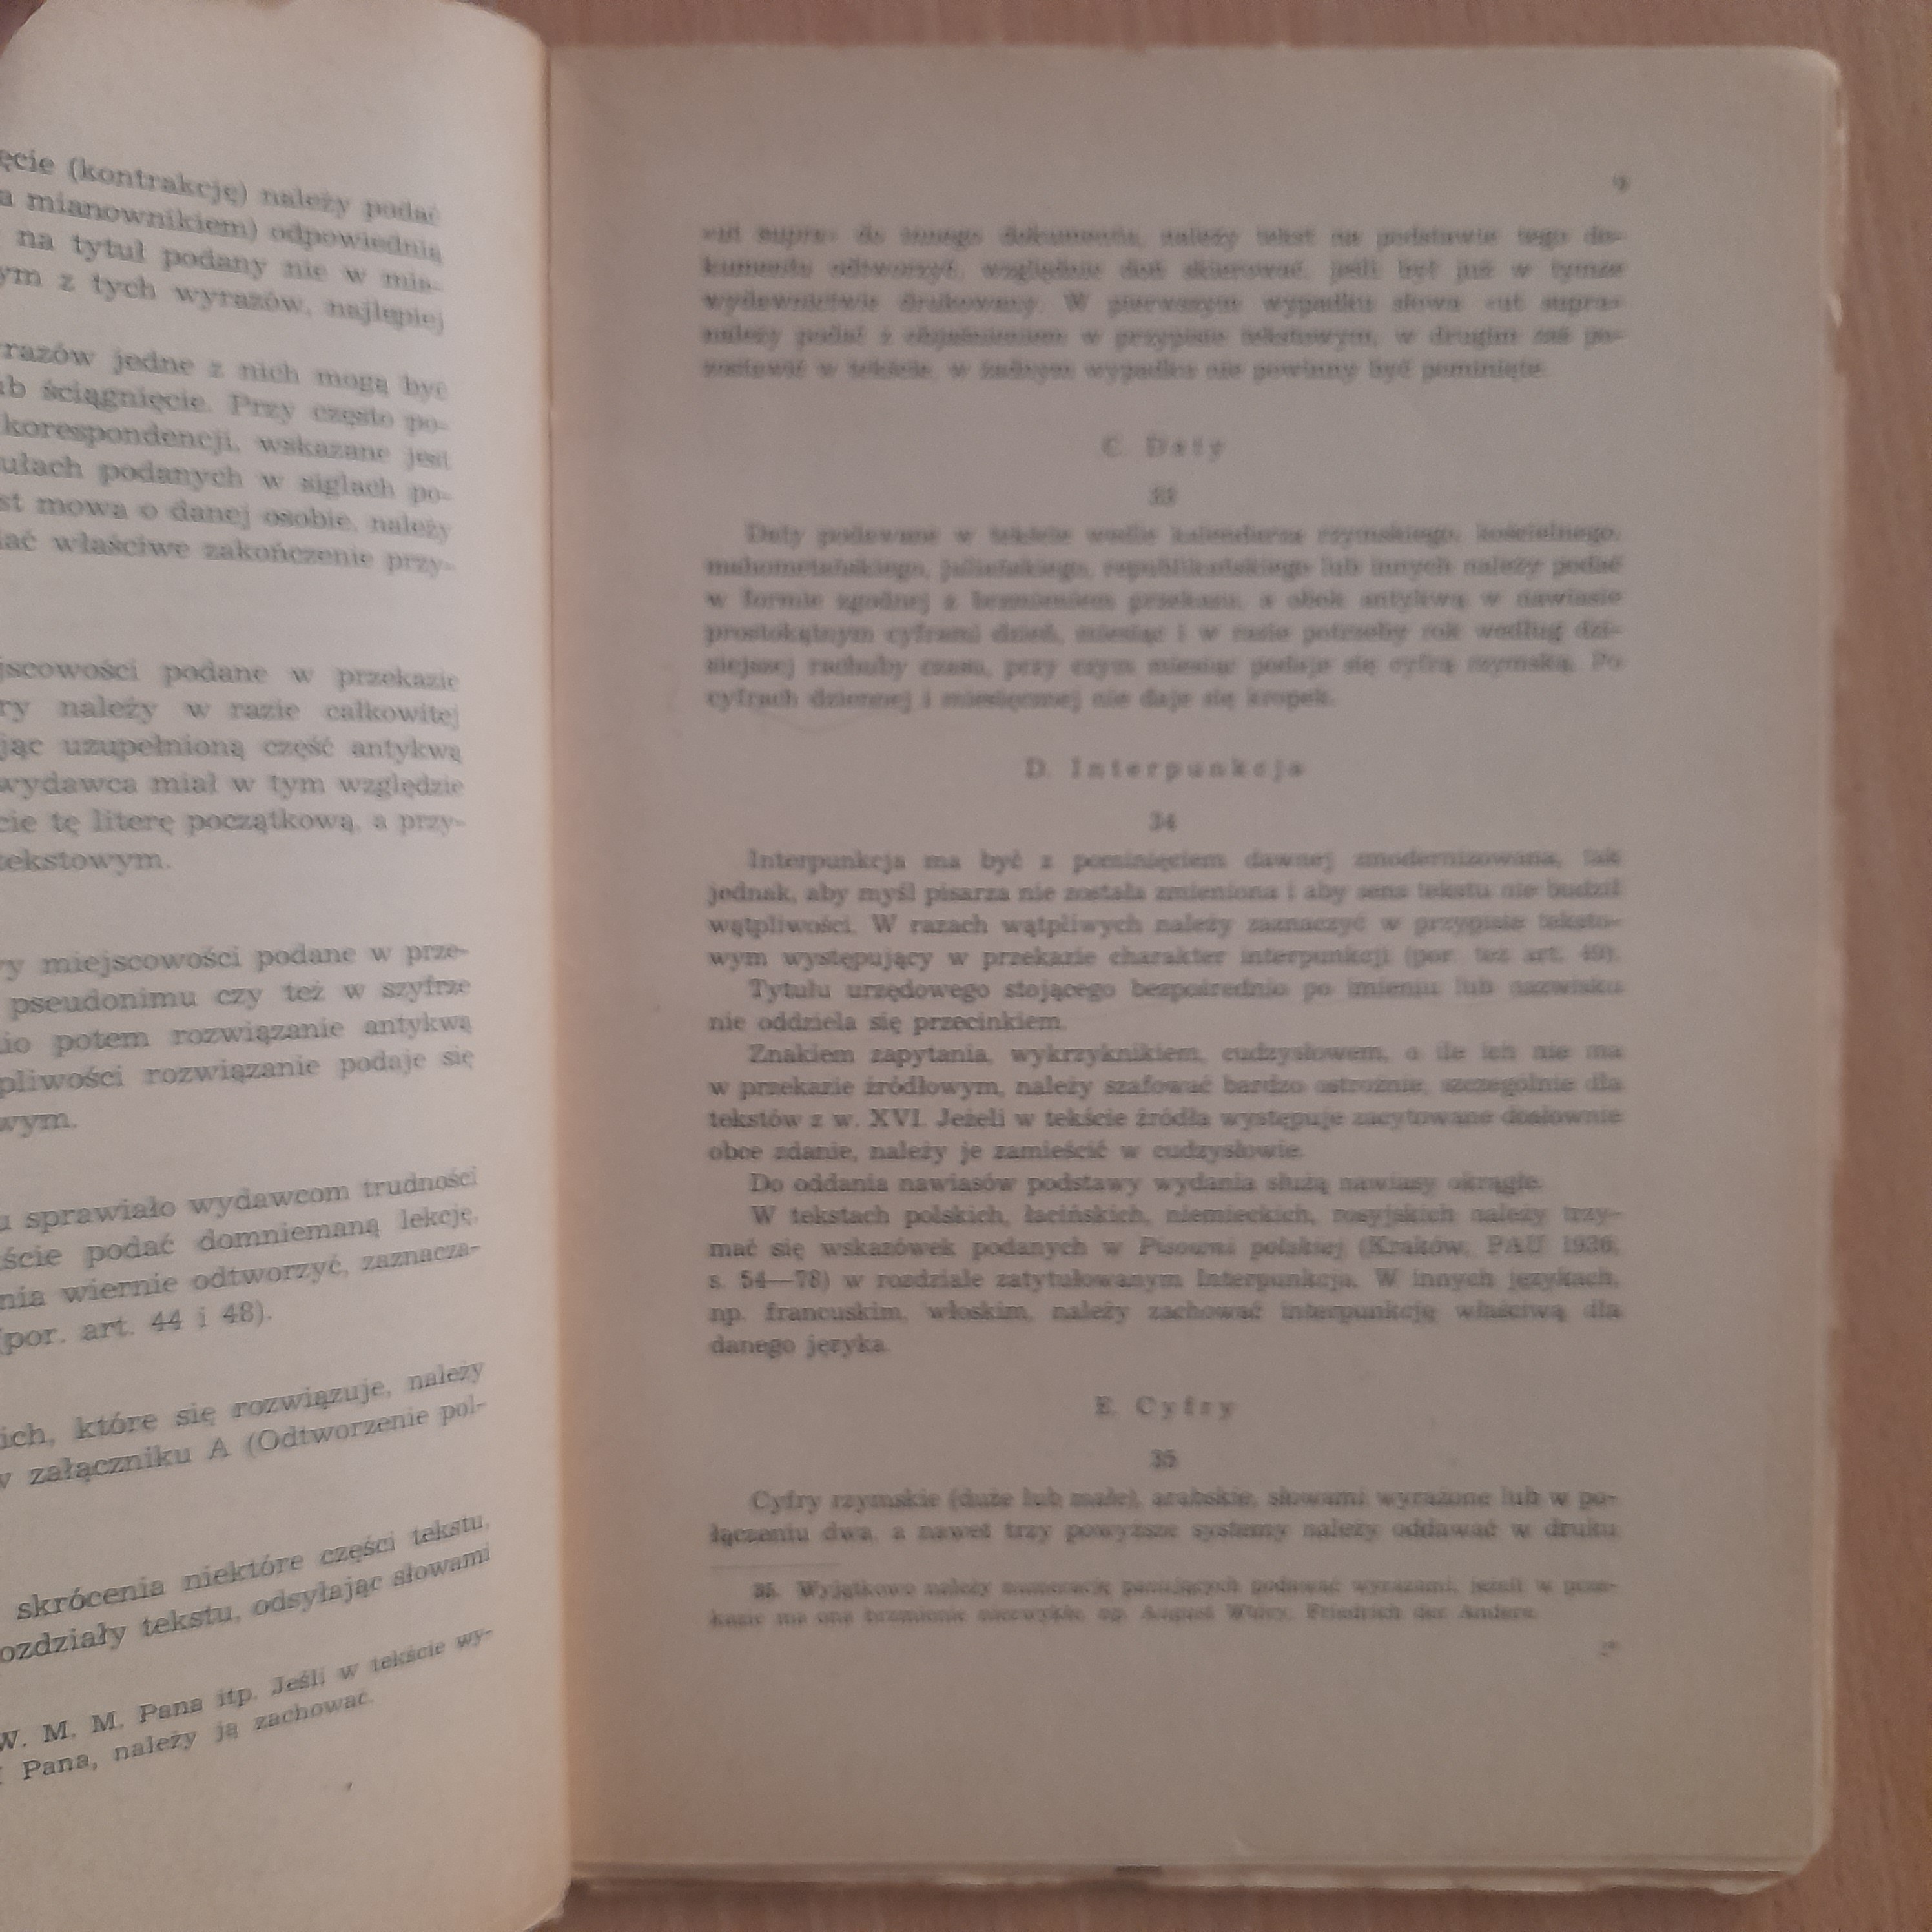 ęcie (kontrakcję) należy podać
a mianownikiem) odpowiednią
na tytuł podany nie w mia-
ym z tych wyrazów, najlepiej
razów jedne z nich mogą być
ub ściągnięcie. Przy często po-
korespondencji, wskazane jest
ułach podanych w siglach po-
st mowa o danej osobie, należy
ać właściwe zakończenie przy-
jscowości podane w przekazie
ry należy w razie całkowitej
jąc uzupełnioną część antykwą
wydawca miał w tym względzie
cie tę literę początkową, a przy-
tekstowym.
y miejscowości podane w prze-
pseudonimu czy też w szyfrze
io potem rozwiązanie antykwą
pliwości rozwiązanie podaje się
wym.
u sprawiało wydawcom trudności
ście podać domniemaną lekcję,
nia wiernie odtworzyć, zaznacza-
(por. art. 44 i 48).
ich, które się rozwiązuje, należy
w załączniku A (Odtworzenie pol-
skrócenia niektóre części tekstu,
ozdziały tekstu, odsyłając słowami
W. M. M. Pana itp. Jeśli w tekście wy-
Pana, należy ją zachować.
»ut supra« do innego dokumentu, należy tekst na podstawie tego do-
kumentu odtworzyć, względnie doń skierować, jeśli był już w tymże
wydawnictwie drukowany. W pierwszym wypadku słowa »ut supra«
należy podać z objaśnieniem w przypisie tekstowym, w drugim zaś po-
zostawić w tekście, w żadnym wypadku nie powinny być pominięte.
C. Daty
33
Daty podawane w tekście wedle kalendarza rzymskiego, kościelnego,
mahometańskiego, juliańskiego, republikańskiego lub innych należy podać
w formie zgodnej z brzmieniem przekazu, a obok antykwą w nawiasie
prostokątnym cyframi dzień, miesiąc i w razie potrzeby rok według dzi-
siejszej rachuby czasu, przy czym miesiąc podaje się cyfrą rzymską. Po
cyfrach dziennej i miesięcznej nie daje się kropek.
D. Interpunkcja
34
Interpunkcja ma być z pominięciem dawnej zmodernizowana, tak
jednak, aby myśl pisarza nie została zmieniona i aby sens tekstu nie budził
wątpliwości. W razach wątpliwych należy zaznaczyć w przypisie teksto-
wym występujący w przekazie charakter interpunkcji (por. też art. 49).
Tytułu urzędowego stojącego bezpośrednio po imieniu lub nazwisku
nie oddziela się przecinkiem.
Znakiem zapytania, wykrzyknikiem, cudzysłowem, o ile ich nie ma
w przekazie źródłowym, należy szafować bardzo ostrożnie, szczególnie dla
tekstów z w. XVI. Jeżeli w tekście źródła występuje zacytowane dosłownie
obce zdanie, należy je zamieścić w cudzysłowie.
Do oddania nawiasów podstawy wydania służą nawiasy okrągłe.
W tekstach polskich, łacińskich, niemieckich, rosyjskich należy trzy-
mać się wskazówek podanych w Pisowni polskiej (Kraków, PAU 1936,
s. 54—78) w rozdziale zatytułowanym Interpunkcja. W innych językach,
np. francuskim, włoskim, należy zachować interpunkcję właściwą dla
danego języka.
E. Cyfry
35
Cyfry rzymskie (duże lub małe), arabskie, słowami wyrażone lub w po-
łączeniu dwa, a nawet trzy powyższe systemy należy oddawać w druku
35. Wyjątkowo należy numerację panujących podawać wyrazami, jeżeli w prze-
kazie ma ona brzmienie niezwykłe, np. August Wtóry, Friedrich der Andere.